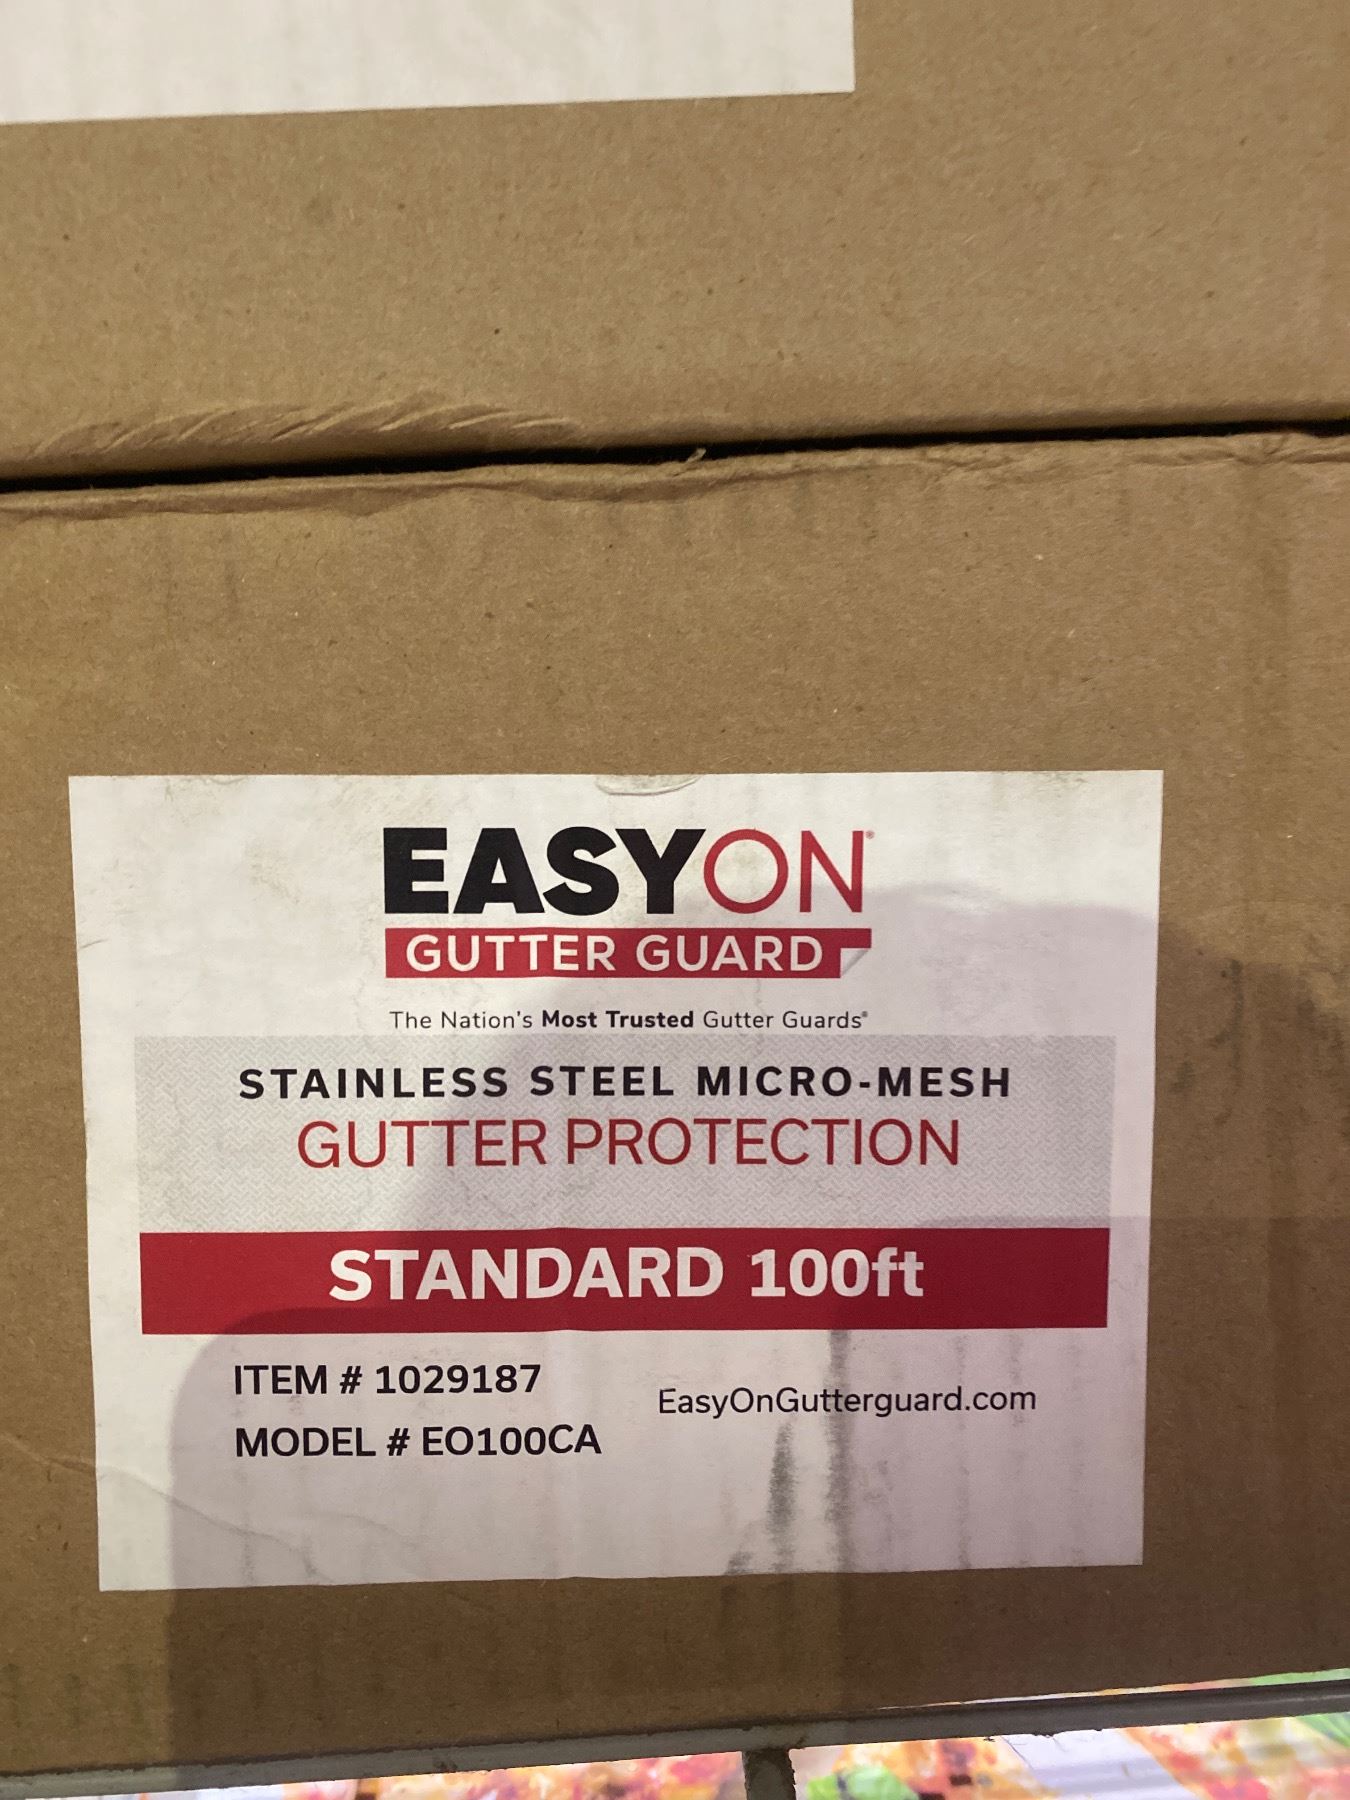 EASYON®
GUTTER GUARD
The Nation's Most Trusted Gutter Guards®
STAINLESS STEEL MICRO-MESH
GUTTER PROTECTION
STANDARD 100ft
ITEM # 1029187
EasyOnGutterguard.com
MODEL # EO100CA